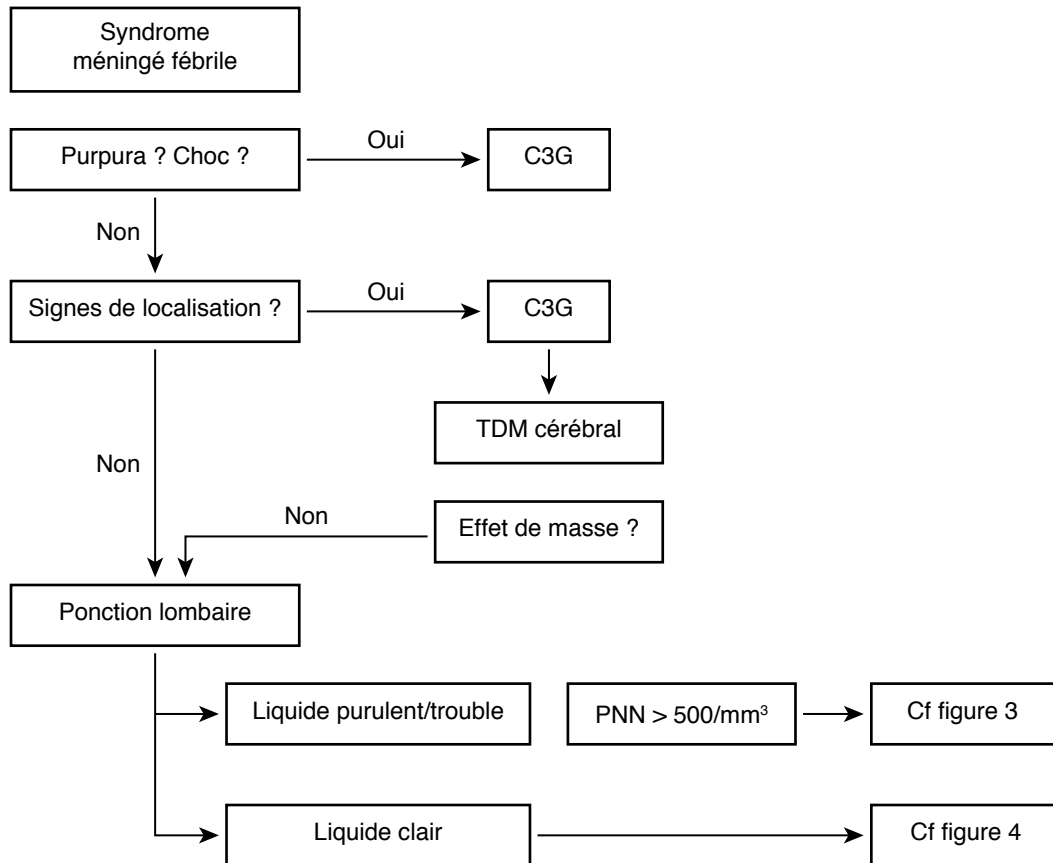 Syndrome
méningé fébrile
Purpura ? Choc ?
Oui
C3G
Non
Signes de localisation ?
Oui
C3G
TDM cérébral
Non
Non
Effet de masse ?
Ponction lombaire
Liquide purulent/trouble
PNN > 500/mm³
Cf figure 3
Liquide clair
Cf figure 4